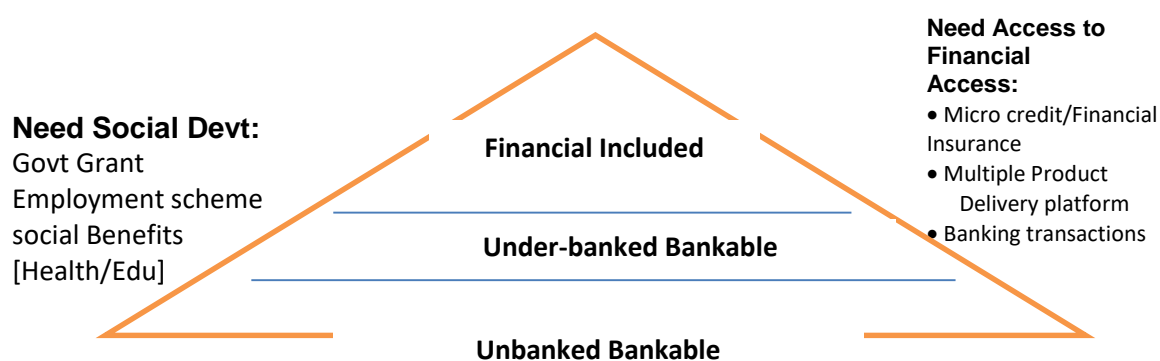 Need Social Devt:
Govt Grant
Employment scheme
social Benefits
[Health/Edu]
Financial Included
Under-banked Bankable
Unbanked Bankable
Need Access to
Financial
Access:
• Micro credit/Financial
Insurance
• Multiple Product
Delivery platform
• Banking transactions